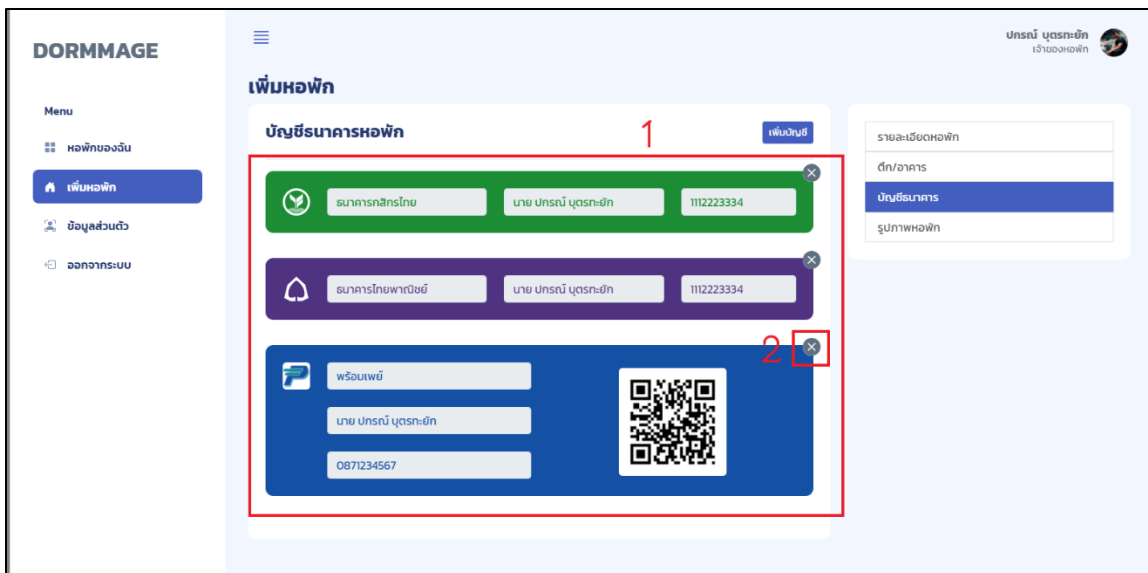 DORMMAGE
ปกรณ์ บุตรกะยัก
เจ้าของหอพัก
เพิ่มหอพัก
Menu
หอพักของฉัน
เพิ่มหอพัก
ข้อมูลส่วนตัว
ออกจากระบบ
บัญชีธนาคารหอพัก
1
เพิ่มบัญชี
ธนาคารกสิกรไทย
นาย ปกรณ์ บุตรกะยัก
1112223334
ธนาคารไทยพาณิชย์
นาย ปกรณ์ บุตรกะยัก
1112223334
2
พร้อมเพย์
นาย ปกรณ์ บุตรกะยัก
0871234567
รายละเอียดหอพัก
ตึก/อาคาร
บัญชีธนาคาร
รูปภาพหอพัก